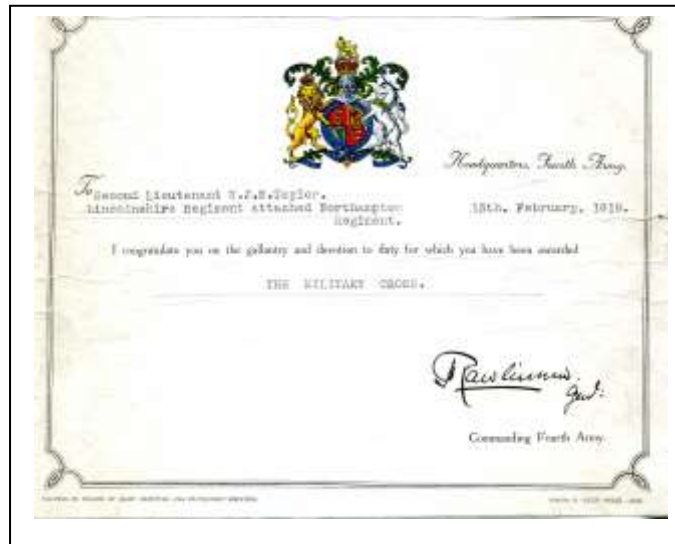 Headquarters, Fourth Army.
To Second Lieutenant W.J.H.Tayler.
Lincolnshire Regiment attached Northampton 15th. February, 1919.
Regiment.
I congratulate you on the gallantry and devotion to duty for which you have been awarded
THE MILITARY CROSS.
Rawlinson.
Genl:
Commanding Fourth Army.